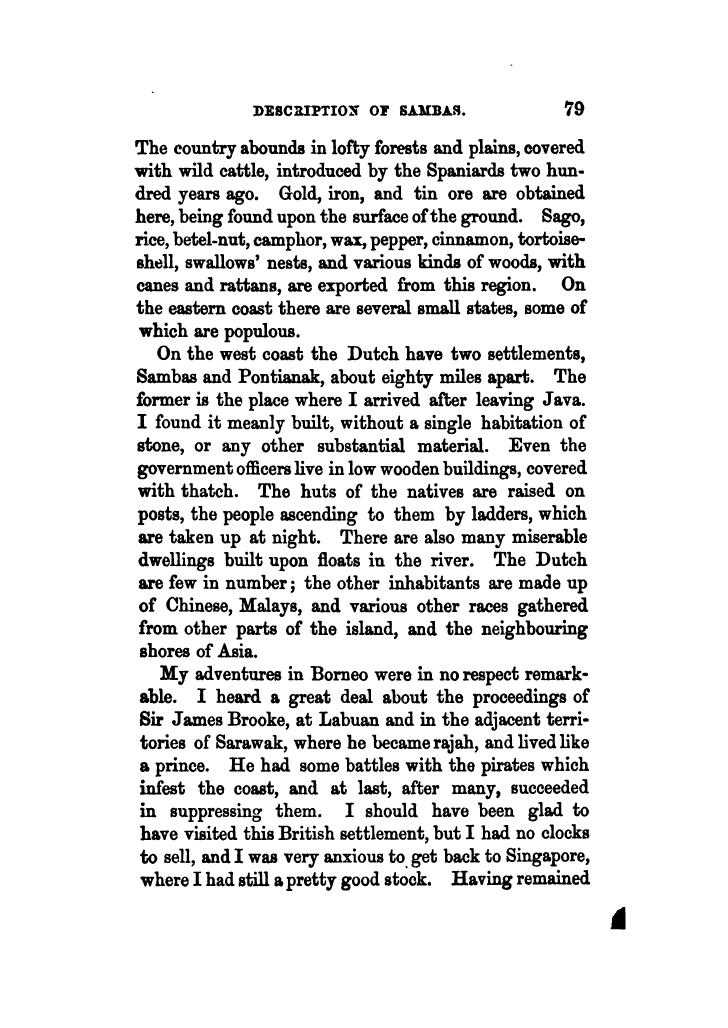 DESCRIPTION OF SAMBAS. 79
The country abounds in lofty forests and plains, covered
with wild cattle, introduced by the Spaniards two hun-
dred years ago. Gold, iron, and tin ore are obtained
here, being found upon the surface of the ground. Sago,
rice, betel-nut, camphor, wax, pepper, cinnamon, tortoise-
shell, swallows' nests, and various kinds of woods, with
canes and rattans, are exported from this region. On
the eastern coast there are several small states, some of
which are populous.
On the west coast the Dutch have two settlements,
Sambas and Pontianak, about eighty miles apart. The
former is the place where I arrived after leaving Java.
I found it meanly built, without a single habitation of
stone, or any other substantial material. Even the
government officers live in low wooden buildings, covered
with thatch. The huts of the natives are raised on
posts, the people ascending to them by ladders, which
are taken up at night. There are also many miserable
dwellings built upon floats in the river. The Dutch
are few in number; the other inhabitants are made up
of Chinese, Malays, and various other races gathered
from other parts of the island, and the neighbouring
shores of Asia.
My adventures in Borneo were in no respect remark-
able. I heard a great deal about the proceedings of
Sir James Brooke, at Labuan and in the adjacent terri-
tories of Sarawak, where he became rajah, and lived like
a prince. He had some battles with the pirates which
infest the coast, and at last, after many, succeeded
in suppressing them. I should have been glad to
have visited this British settlement, but I had no clocks
to sell, and I was very anxious to get back to Singapore,
where I had still a pretty good stock. Having remained